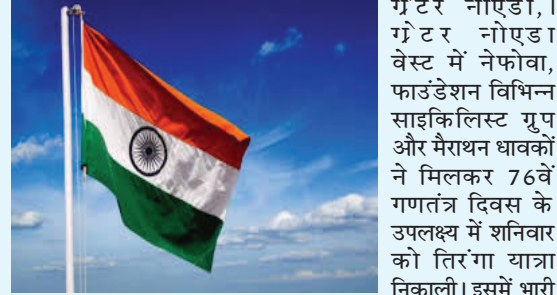 ग्रेटर नोएडा,।
ग्रेटर नोएडा
वेस्ट में नेफोवा,
फाउंडेशन विभिन्न
साइकिलिस्ट ग्रुप
और मैराथन धावकों
ने मिलकर 76वें
गणतंत्र दिवस के
उपलक्ष्य में शनिवार
को तिरंगा यात्रा
निकाली। इसमें भारी